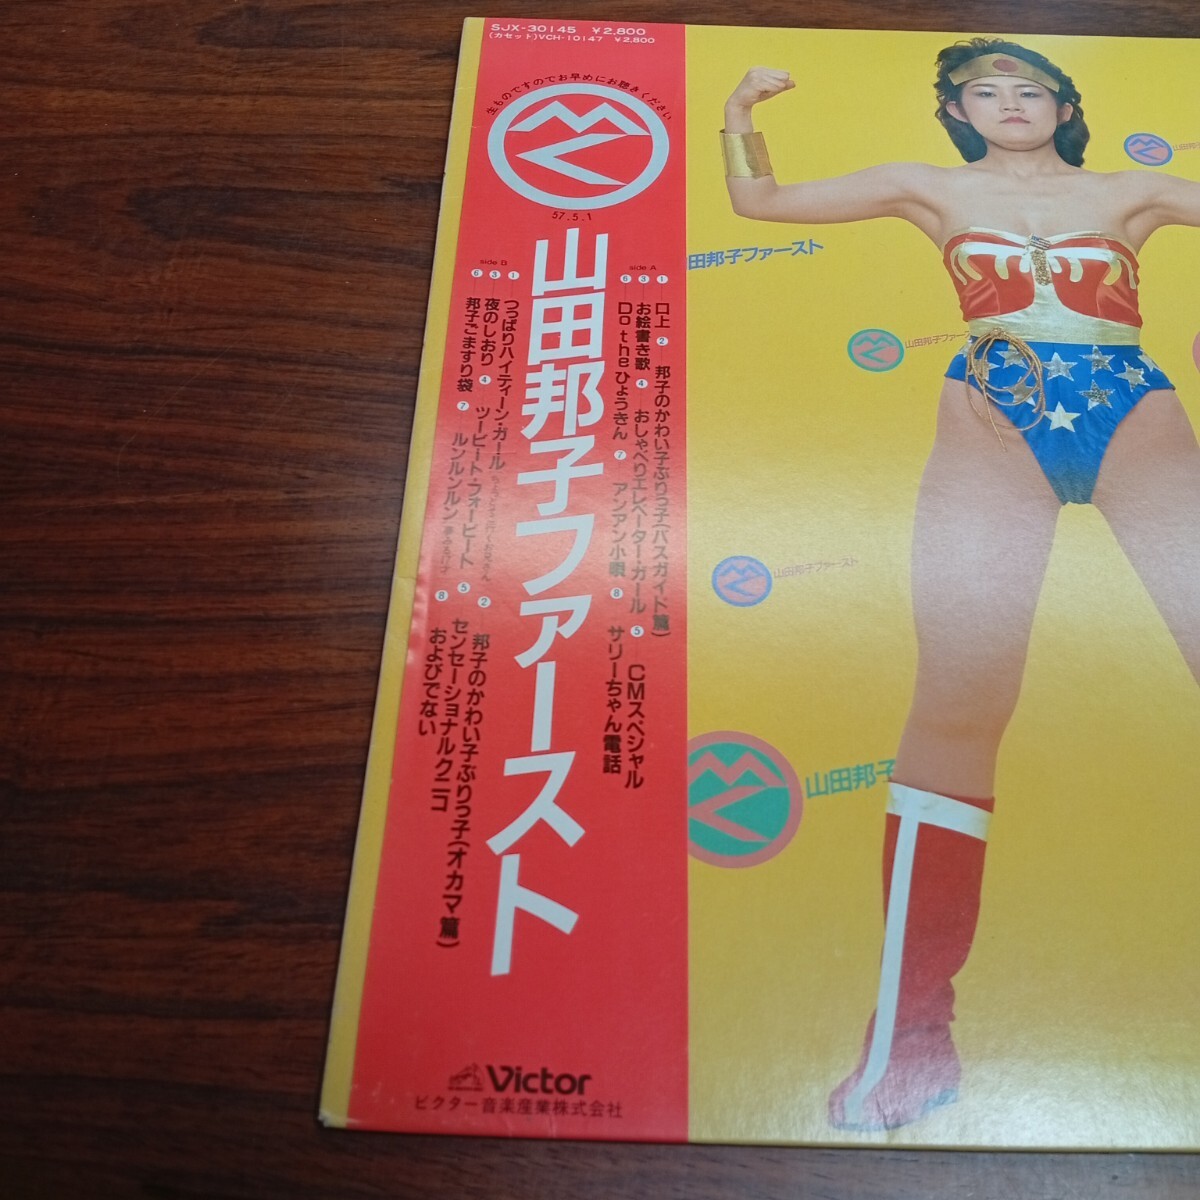 SJX-30145 ¥2,800
(カセット)VCH-10147 ¥2,800
生ものですのでお早めにお聴きください
57.5.1
山田邦子ファースト
side A
1 口上 2 邦子のかわい子ぶりっ子(バスガイド篇)
3 お絵書き歌 4 おしゃべりエレベーター・ガール 5 CMスペシャル
6 Do theひょうきん 7 アンアン小唄 8 サリーちゃん電話
side B
1 つっぱりハイティーン・ガール 2 邦子のかわい子ぶりっ子(オカマ篇)
3 夜のしおり 4 ツービート・フォービート 5 センセーショナルクニコ
6 邦子ごますり袋 7 ルンルンルン 8 およびでない
Victor
ビクター音楽産業株式会社
田邦子ファースト
山田邦子
山田邦子ファー
山田邦子ファースト
山田邦子